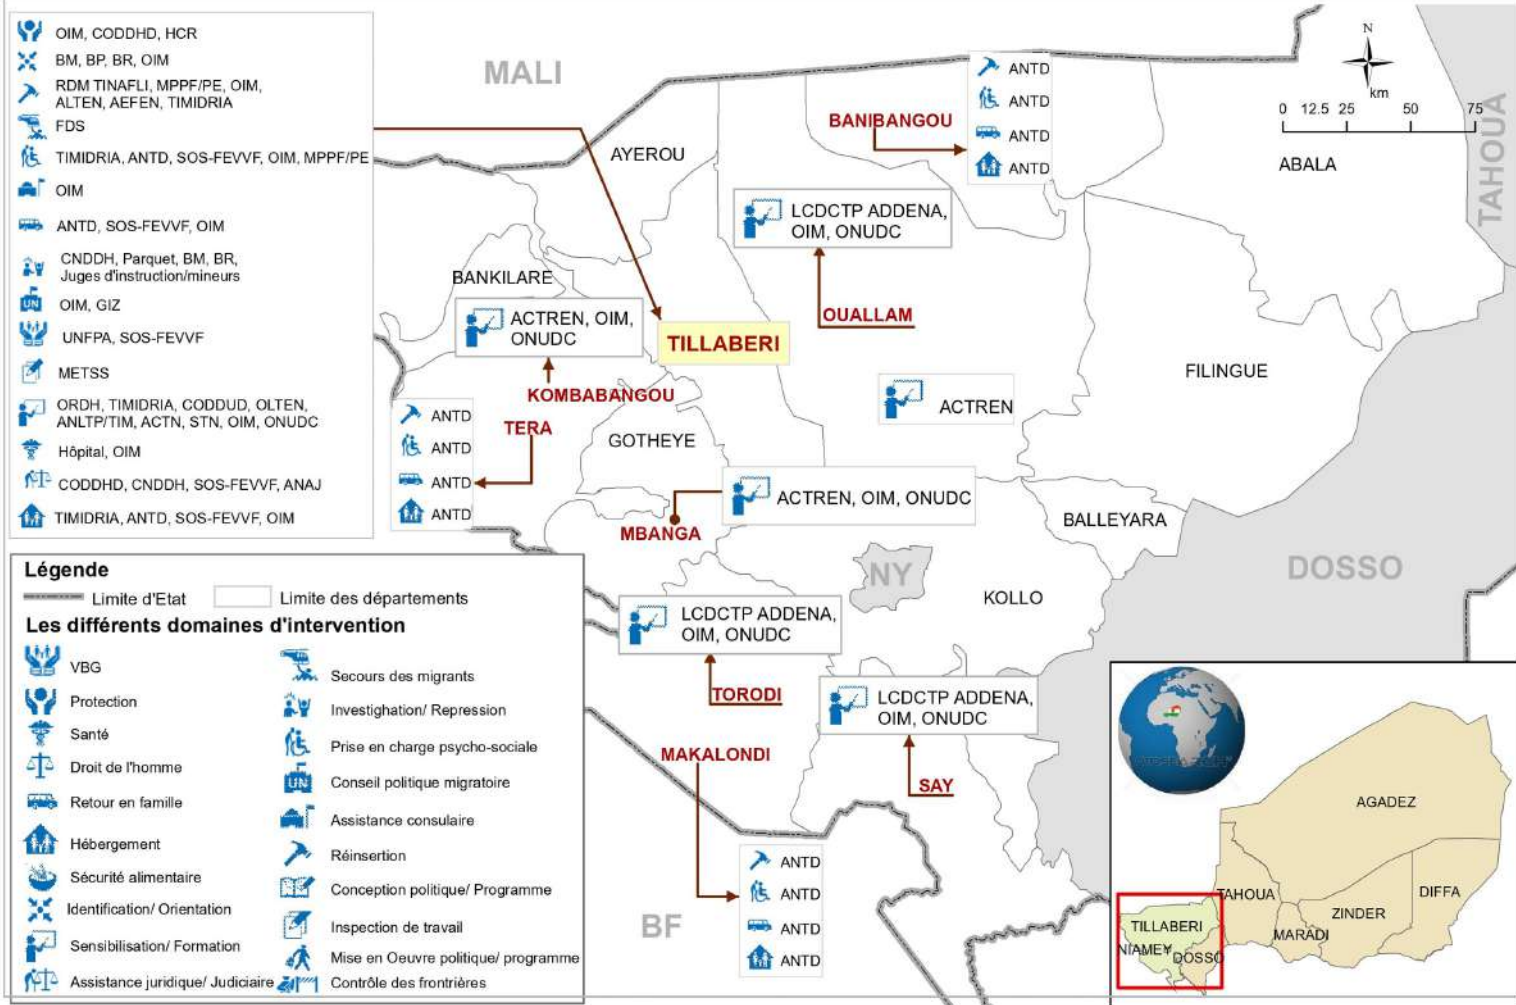 OIM, CODDHD, HCR
BM, BP, BR, OIM
RDM TINAFLI, MPPF/PE, OIM,
ALTEN, AEFEN, TIMIDRIA
FDS
TIMIDRIA, ANTD, SOS-FEVVF, OIM, MPPF/PE
OIM
ANTD, SOS-FEVVF, OIM
CNDDH, Parquet, BM, BR,
Juges d'instruction/mineurs
UN
OIM, GIZ
UNFPA, SOS-FEVVF
METSS
ORDH, TIMIDRIA, CODDUD, OLTEN,
ANLTP/TIM, ACTN, STN, OIM, ONUDC
Hôpital, OIM
CODDHD, CNDDH, SOS-FEVVF, ANAJ
TIMIDRIA, ANTD, SOS-FEVVF, OIM
MALI
AYEROU
BANIBANGOU
ANTD
ANTD
ANTD
ANTD
N
km
0 12.5 25 50 75
TAHOUA
ABALA
LCDCTP ADDENA,
OIM, ONUDC
OUALLAM
BANKILARE
ACTREN, OIM,
ONUDC
KOMBABANGOU
TILLABERI
FILINGUE
ACTREN
TERA
ANTD
ANTD
ANTD
ANTD
GOTHEYE
ACTREN, OIM, ONUDC
MBANGA
BALLEYARA
DOSSO
NY
KOLLO
LCDCTP ADDENA,
OIM, ONUDC
TORODI
LCDCTP ADDENA,
OIM, ONUDC
SAY
MAKALONDI
ANTD
ANTD
ANTD
ANTD
BF
Légende
Limite d'Etat
Limite des départements
Les différents domaines d'intervention
VBG
Protection
Santé
Droit de l'homme
Retour en famille
Hébergement
Sécurité alimentaire
Identification/ Orientation
Sensibilisation/ Formation
Assistance juridique/ Judiciaire
Secours des migrants
Investighation/ Repression
Prise en charge psycho-sociale
UN
Conseil politique migratoire
Assistance consulaire
Réinsertion
Conception politique/ Programme
Inspection de travail
Mise en Oeuvre politique/ programme
Contrôle des frontrières
AGADEZ
TAHOUA
DIFFA
ZINDER
MARADI
TILLABERI
NIAMEY
DOSSO